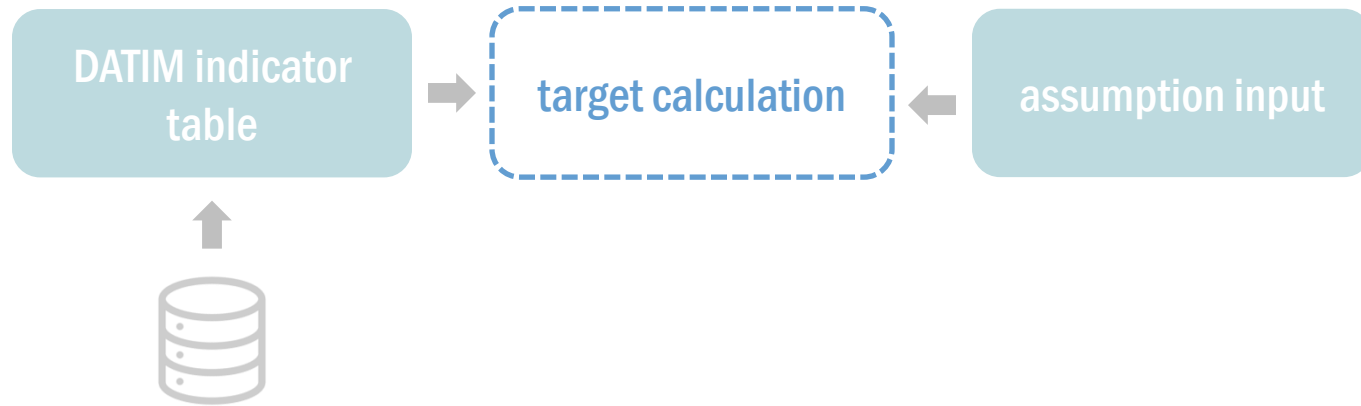 DATIM indicator
table
target calculation
assumption input